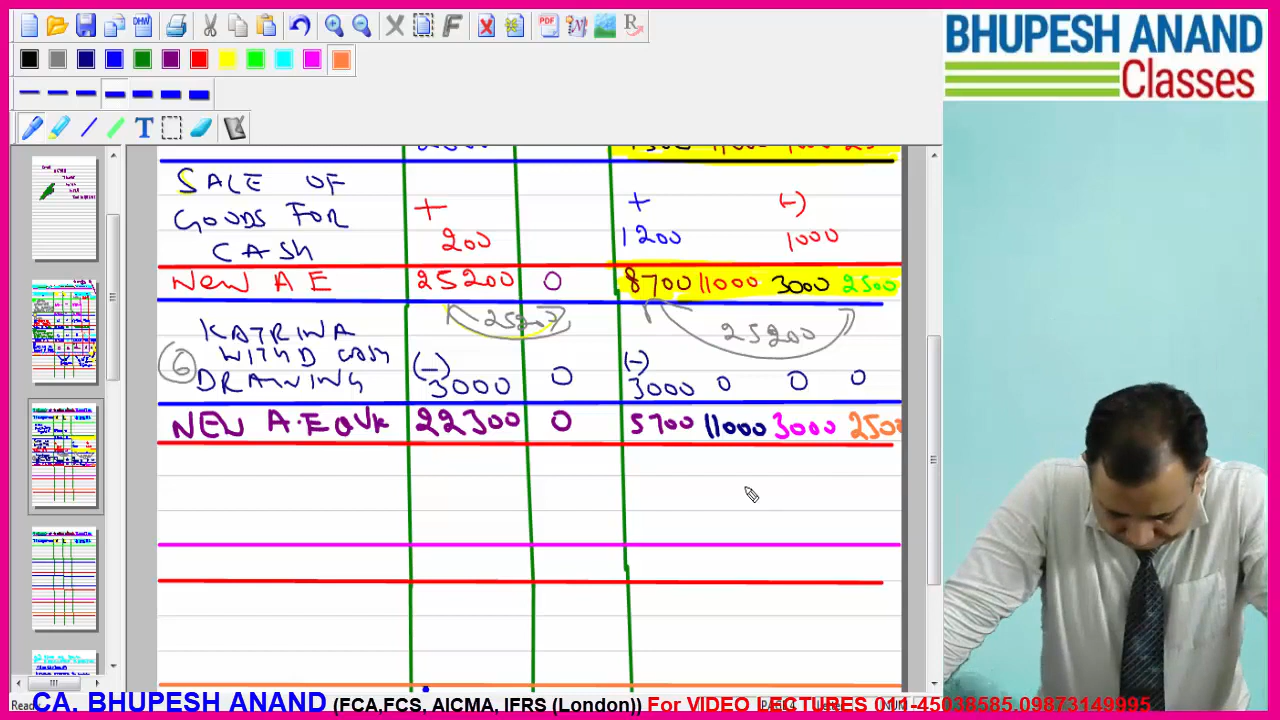 BHUPESH ANAND
Classes
SALE OF
GOODS FOR
CASH
+
200
+
1200
(-)
1000
NEW A E 25200 0 8700 11000 3000 2500
25200
25200
6
KATRINA
WITHD CASH
DRAWING
(-)
3000 0
(-)
3000 0 0 0
NEW A.E 22300 0 5700 11000 3000 2500
CA. BHUPESH ANAND (FCA,FCS, AICMA, IFRS (London)) For VIDEO LECTURES 011-45038585,09873149995